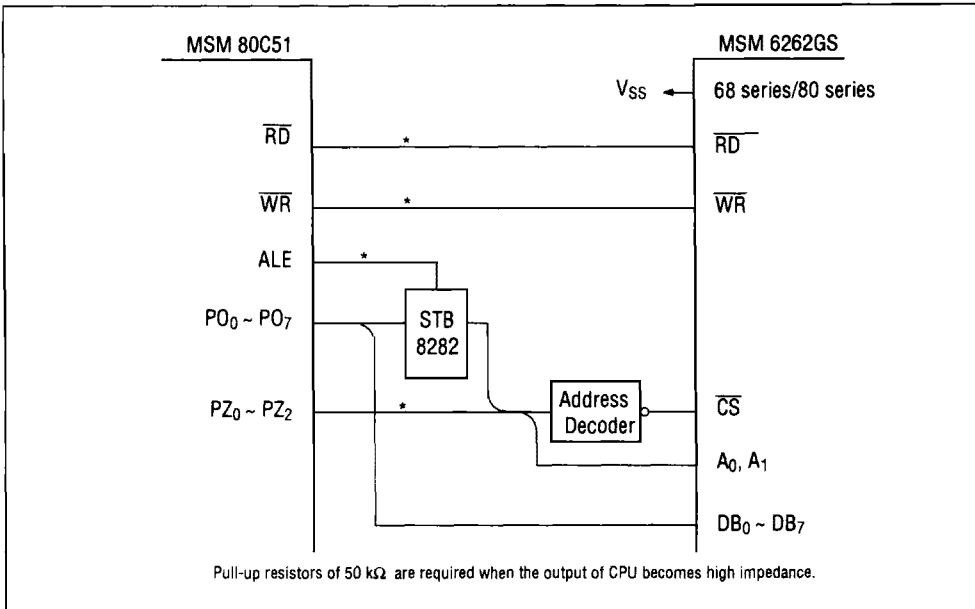 MSM 80C51 MSM 6262GS
VSS 68 series/80 series
RD * RD
WR * WR
ALE *
PO0 ~ PO7 STB
8282
PZ0 ~ PZ2 * Address
Decoder CS
A0, A1
DB0 ~ DB7
Pull-up resistors of 50 kΩ are required when the output of CPU becomes high impedance.